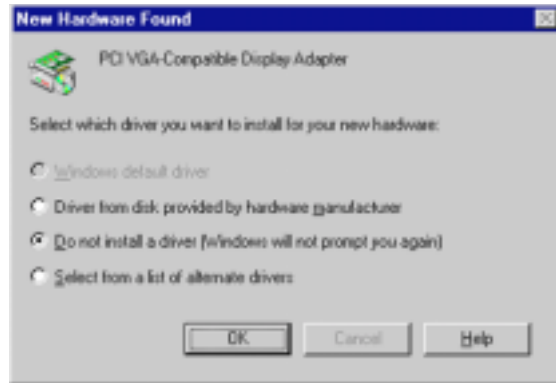 New Hardware Found
PCI VGA-Compatible Display Adapter
Select which driver you want to install for your new hardware:
Windows default driver
Driver from disk provided by hardware manufacturer
Do not install a driver (Windows will not prompt you again)
Select from a list of alternate drivers
OK
Cancel
Help